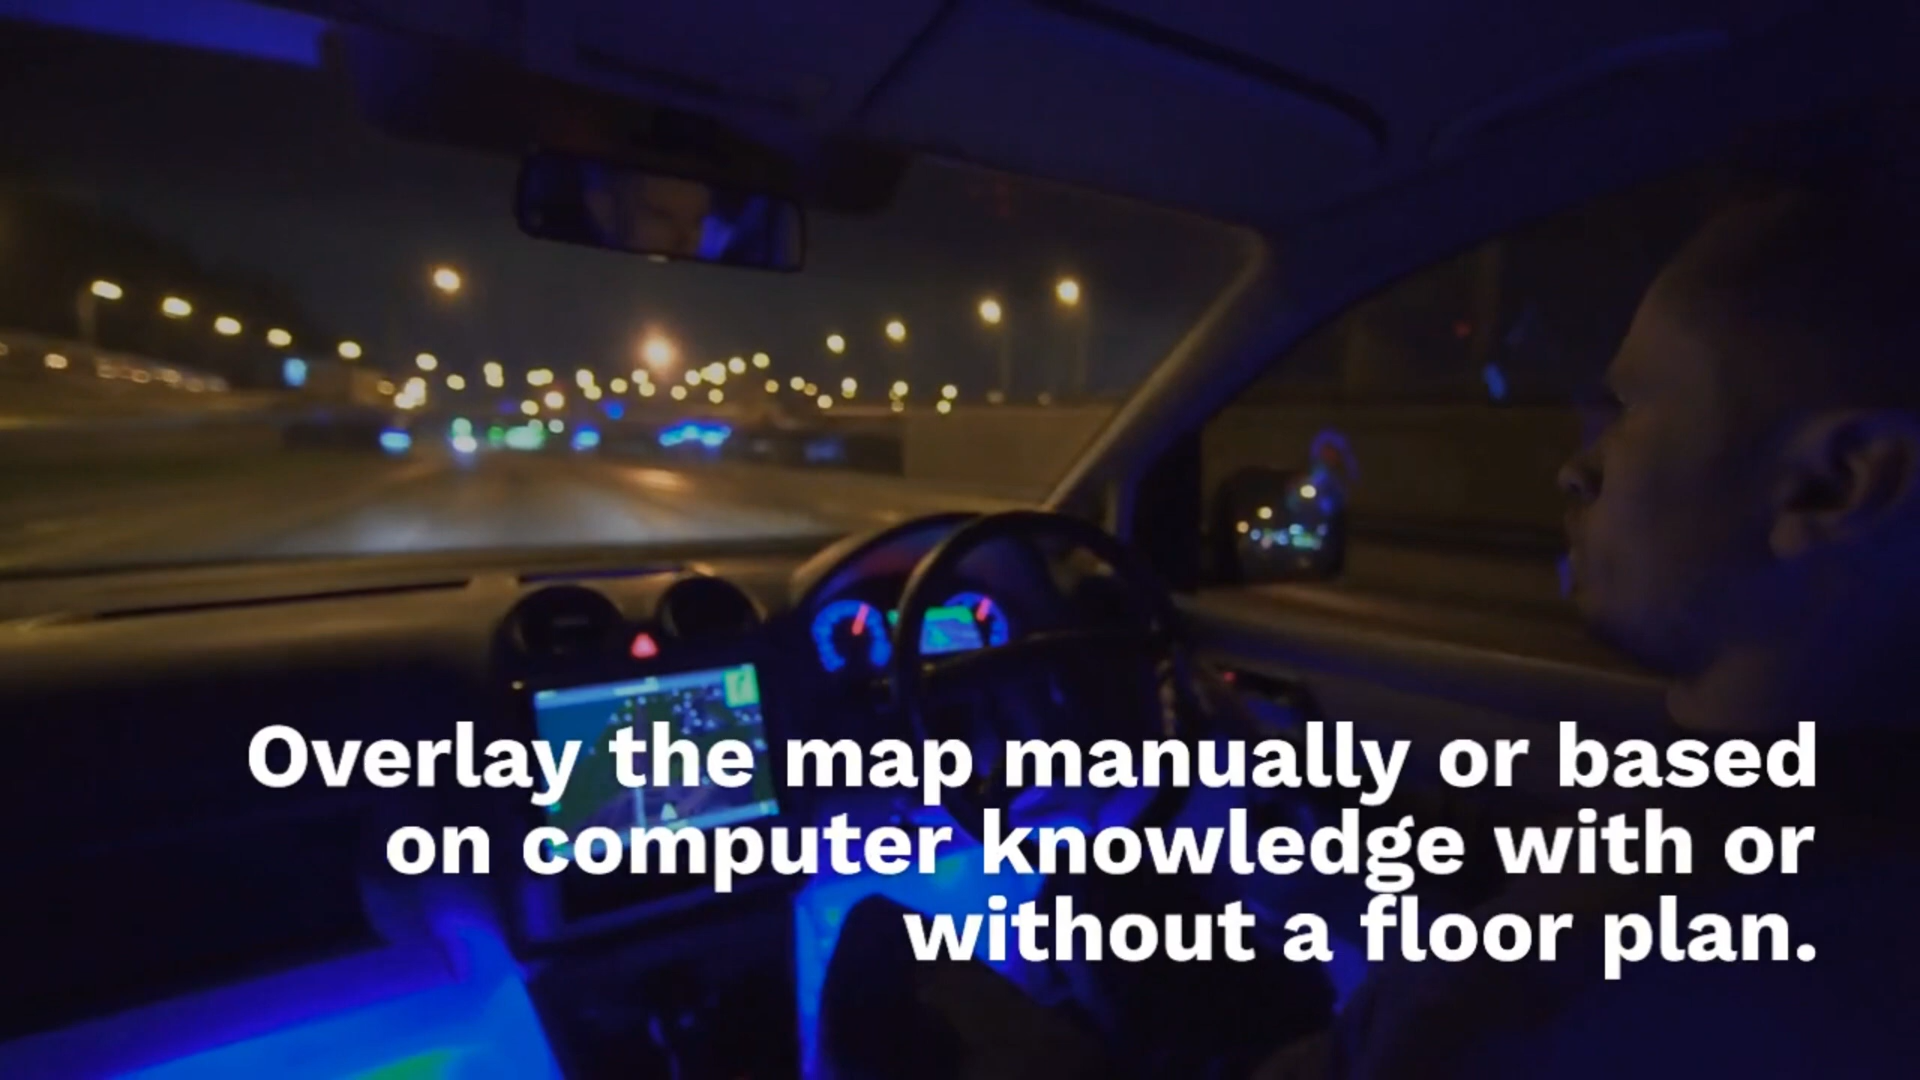 Overlay the map manually or based
on computer knowledge with or
without a floor plan.